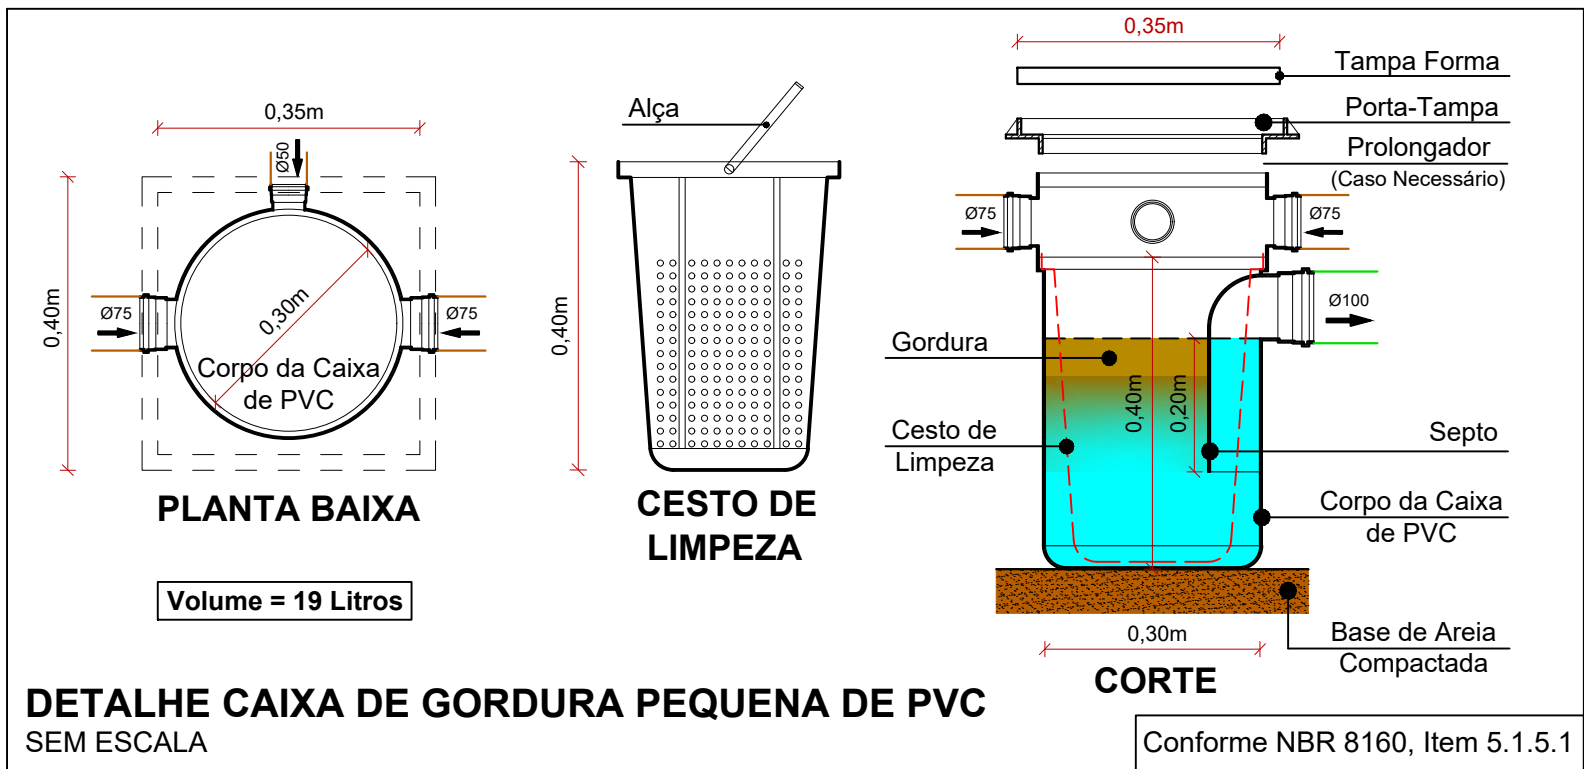 0,35m
Ø50
0,40m
Ø75
Ø75
0,30m
Corpo da Caixa
de PVC
PLANTA BAIXA
Volume = 19 Litros
Alça
0,40m
CESTO DE
LIMPEZA
0,35m
Tampa Forma
Porta-Tampa
Prolongador
(Caso Necessário)
Ø75
Ø75
Ø100
Gordura
0,40m
0,20m
Cesto de
Limpeza
Septo
Corpo da Caixa
de PVC
0,30m
Base de Areia
Compactada
CORTE
DETALHE CAIXA DE GORDURA PEQUENA DE PVC
SEM ESCALA
Conforme NBR 8160, Item 5.1.5.1